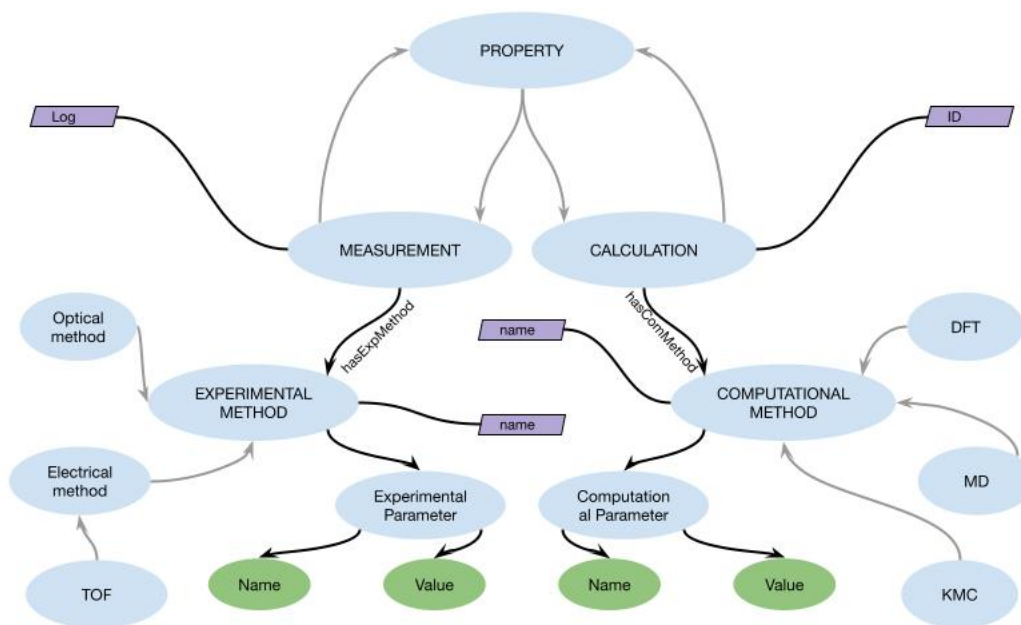 PROPERTY
Log
ID
MEASUREMENT
CALCULATION
hasExpMethod
hasComMethod
Optical
method
name
DFT
EXPERIMENTAL
METHOD
COMPUTATIONAL
METHOD
name
Electrical
method
Experimental
Parameter
Computation
al Parameter
MD
TOF
Name
Value
Name
Value
KMC